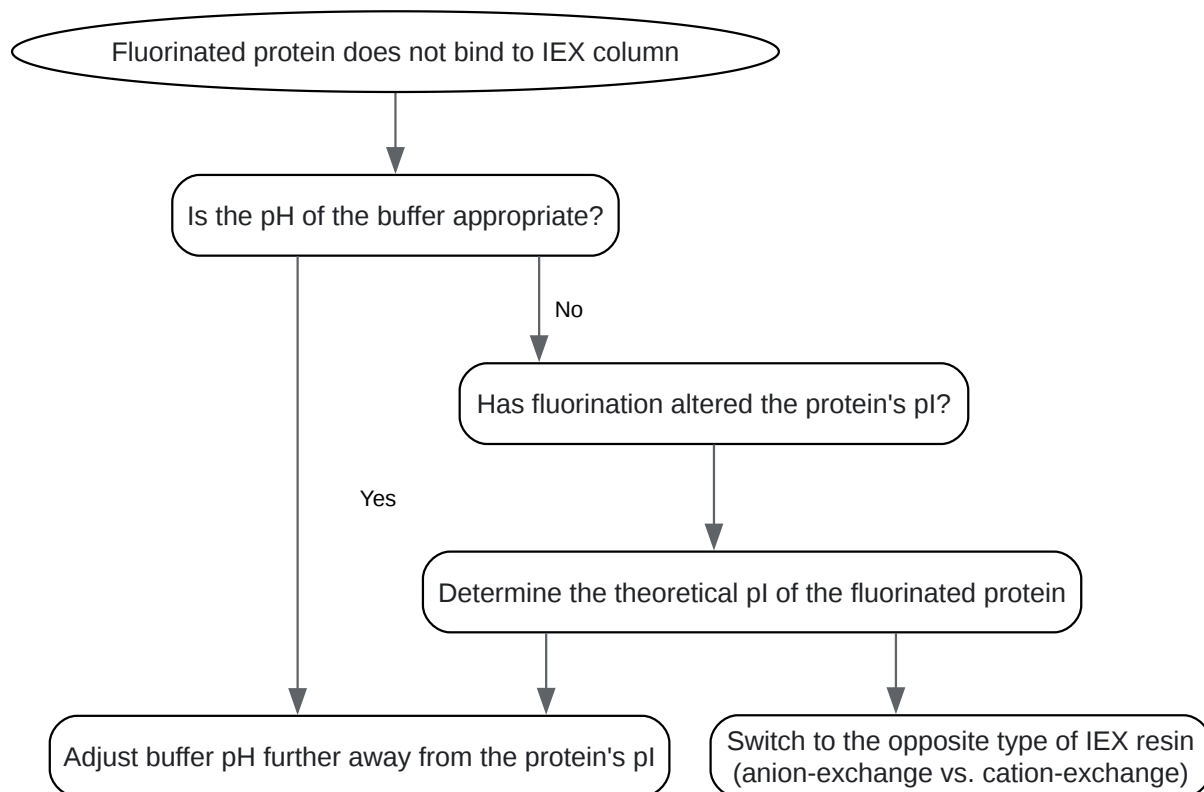 Fluorinated protein does not bind to IEX column
Is the pH of the buffer appropriate?
No
Has fluorination altered the protein's pI?
Yes
Determine the theoretical pI of the fluorinated protein
Adjust buffer pH further away from the protein's pI
Switch to the opposite type of IEX resin
(anion-exchange vs. cation-exchange)